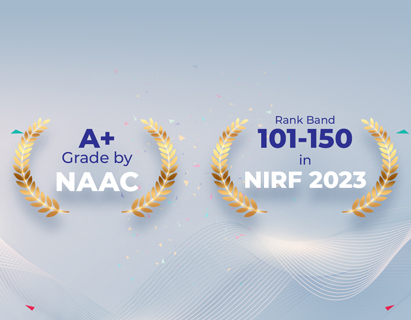 A+
Grade by
NAAC
Rank Band
101-150
in
NIRF 2023